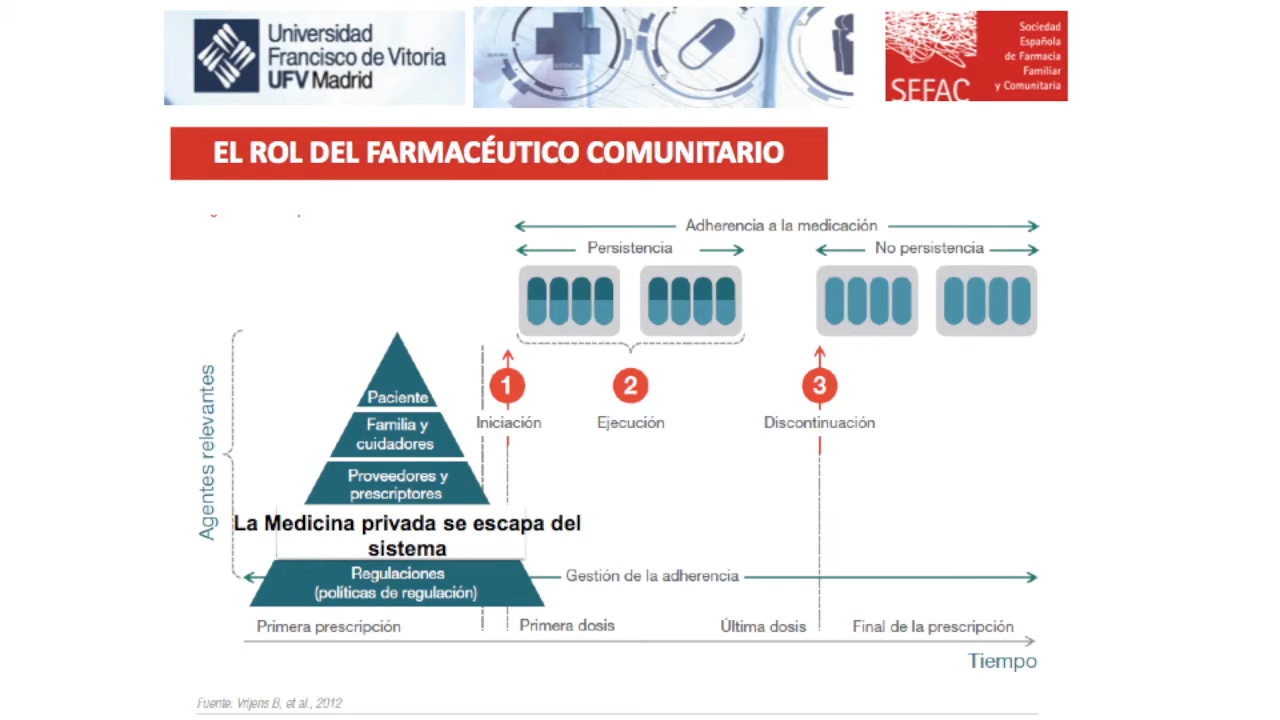 Universidad
Francisco de Vitoria
UFV Madrid
MEDICAL
SEFAC
Sociedad
Española
de Farmacia
Familiar
y Comunitaria
EL ROL DEL FARMACÉUTICO COMUNITARIO
Adherencia a la medicación
Persistencia
No persistencia
Agentes relevantes
Paciente
Familia y
cuidadores
Proveedores y
prescriptores
La Medicina privada se escapa del
sistema
Regulaciones
(políticas de regulación)
1
2
3
Iniciación
Ejecución
Discontinuación
Gestión de la adherencia
Primera prescripción
Primera dosis
Última dosis
Final de la prescripción
Tiempo
Fuente: Vrijens B, et al., 2012